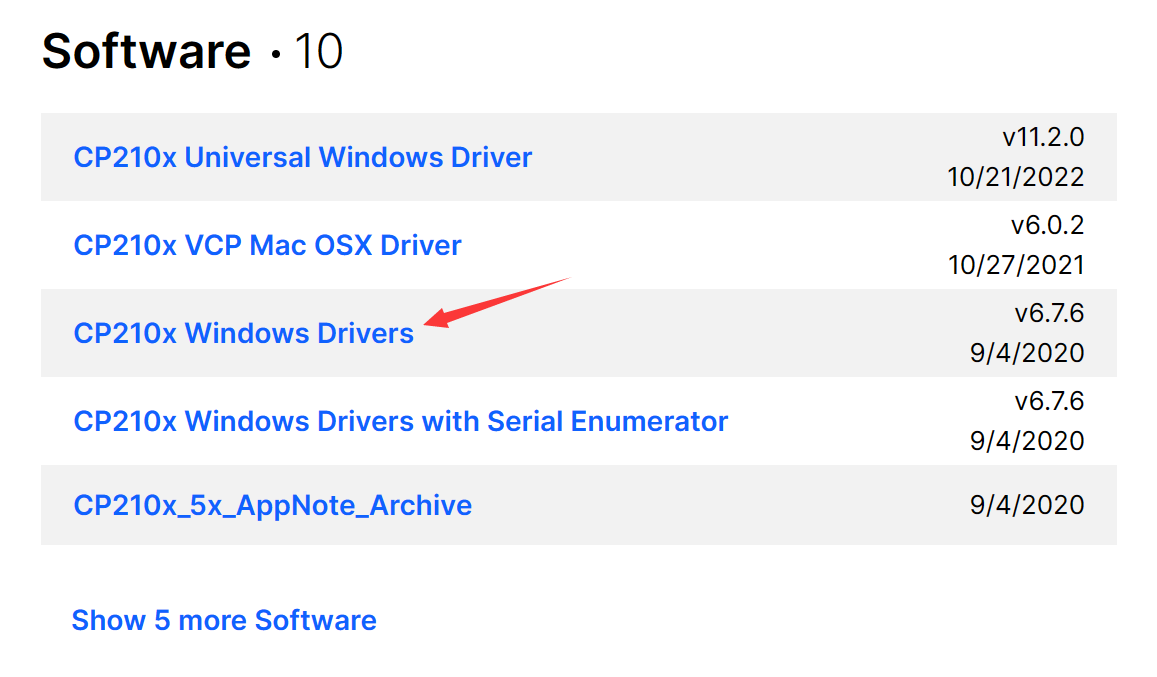 Software · 10
CP210x Universal Windows Driver
v11.2.0
10/21/2022
CP210x VCP Mac OSX Driver
v6.0.2
10/27/2021
CP210x Windows Drivers
v6.7.6
9/4/2020
CP210x Windows Drivers with Serial Enumerator
v6.7.6
9/4/2020
CP210x_5x_AppNote_Archive
9/4/2020
Show 5 more Software